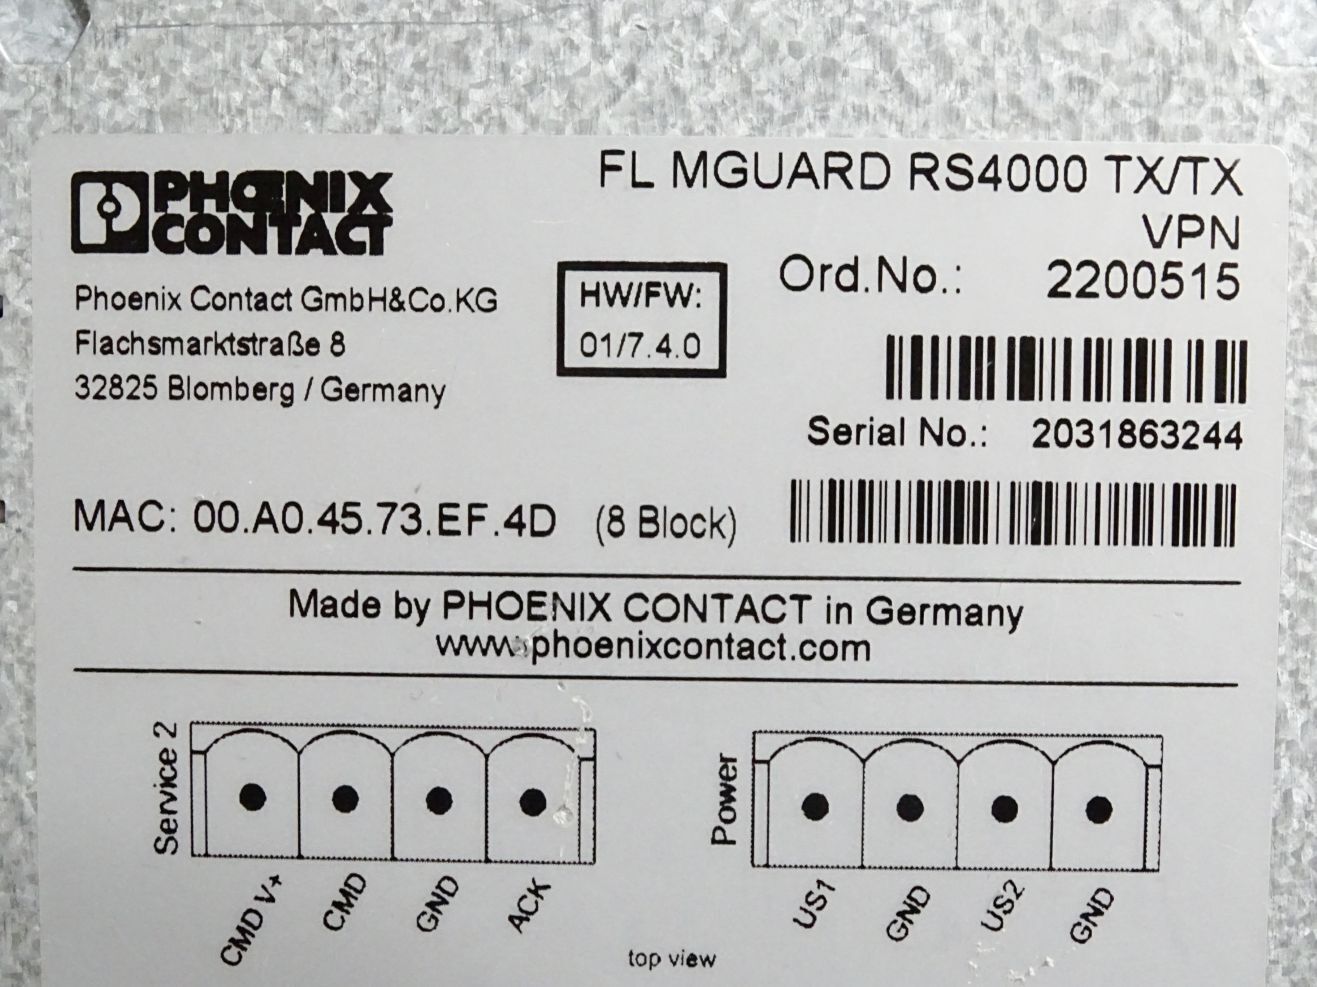 PHOENIX
CONTACT
FL MGUARD RS4000 TX/TX
VPN
Ord.No.: 2200515
Phoenix Contact GmbH&Co.KG
Flachsmarktstraße 8
32825 Blomberg / Germany
HW/FW:
01/7.4.0
Serial No.: 2031863244
MAC: 00.A0.45.73.EF.4D (8 Block)
Made by PHOENIX CONTACT in Germany
www.phoenixcontact.com
Service 2
CMD V+
CMD
GND
ACK
Power
US1
GND
US2
GND
top view